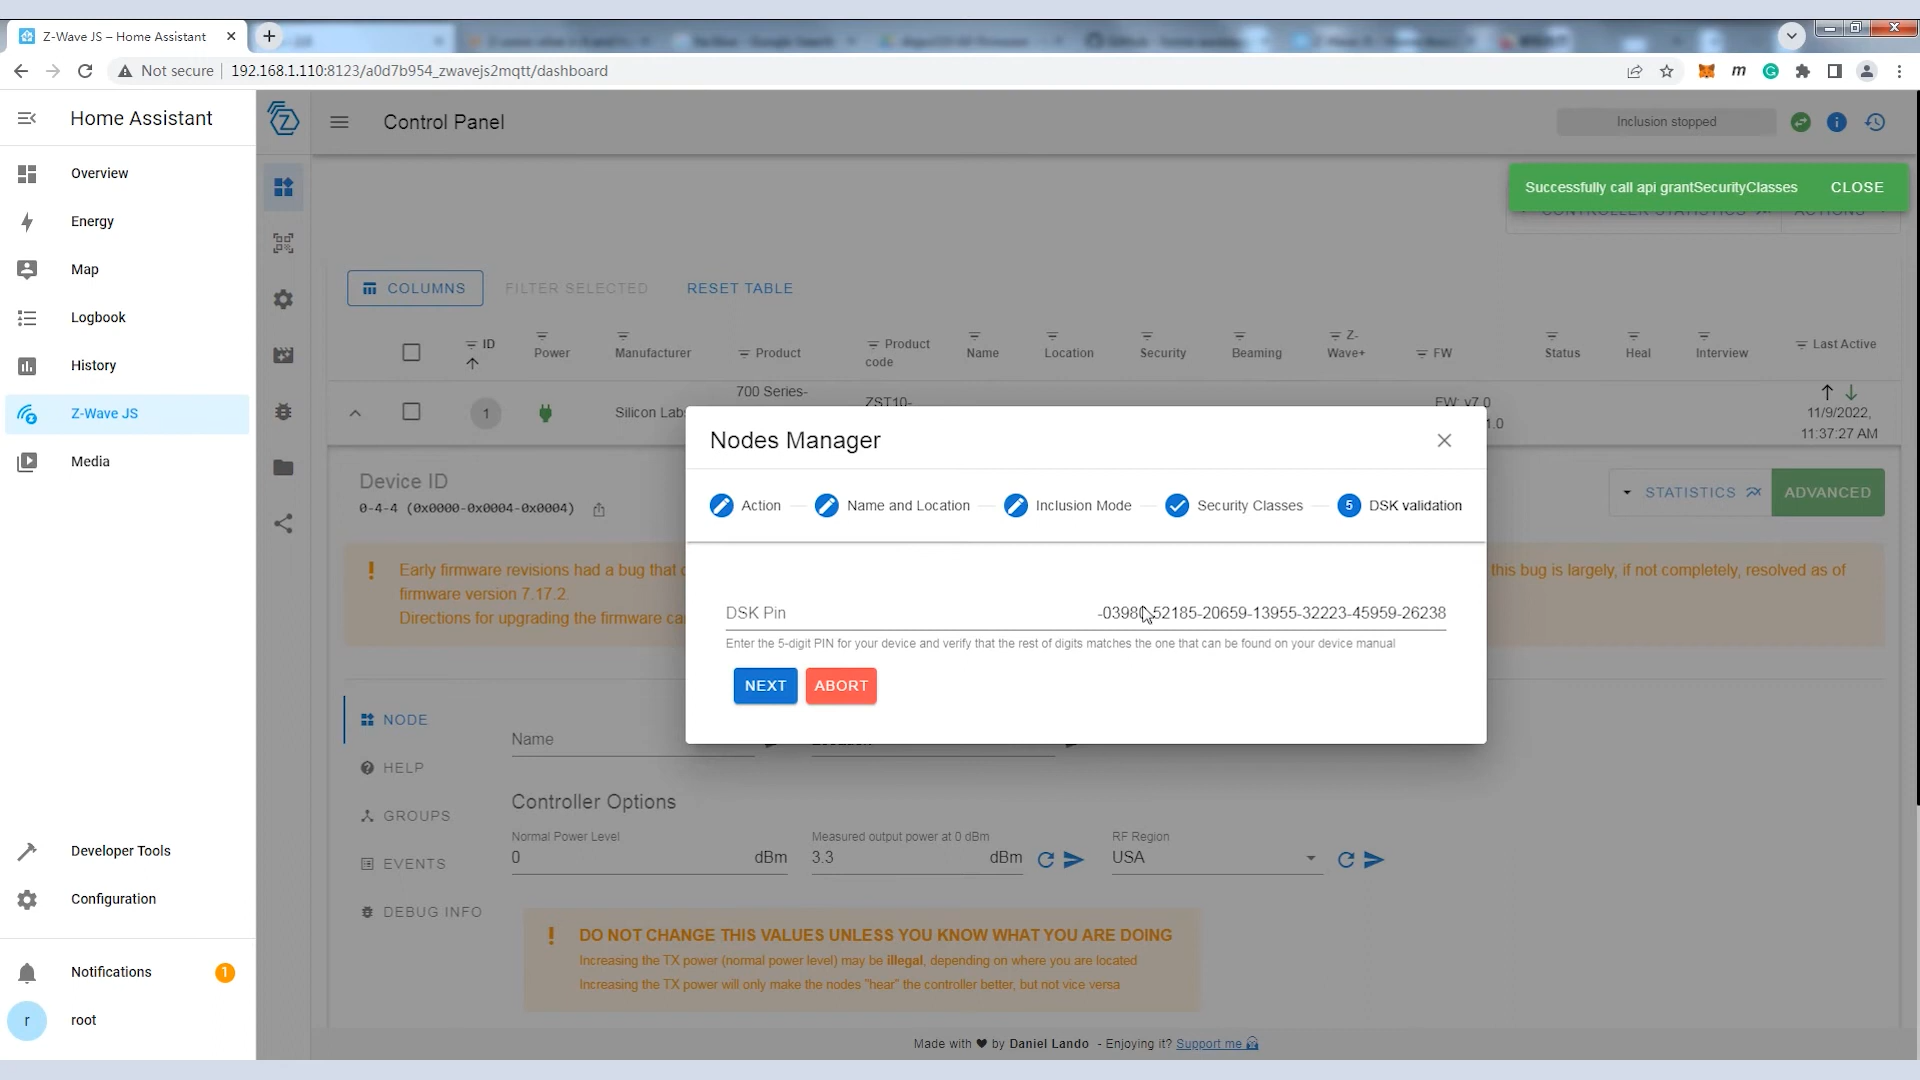 Z-Wave JS – Home Assistant
Not secure
192.168.1.110:8123/a0d7b954_zwavejs2mqtt/dashboard
Home Assistant
Control Panel
Inclusion stopped
Overview
Energy
Map
Logbook
History
Z-Wave JS
Media
Developer Tools
Configuration
Notifications
1
r
root
Successfully call api grantSecurityClasses
CLOSE
CONTROLLER STATISTICS
ACTIONS
COLUMNS
FILTER SELECTED
RESET TABLE
ID
Power
Manufacturer
Product
Product code
Name
Location
Security
Beaming
Z-Wave+
FW
Status
Heal
Interview
Last Active
1
Silicon Labs
700 Series-
ZST10-
FW: v7.0
1.0
11/9/2022,
11:37:27 AM
Device ID
0-4-4 (0x0000-0x0004-0x0004)
STATISTICS
ADVANCED
Early firmware revisions had a bug that
this bug is largely, if not completely, resolved as of
firmware version 7.17.2.
Directions for upgrading the firmware
Nodes Manager
Action
Name and Location
Inclusion Mode
Security Classes
5
DSK validation
DSK Pin
-03980-52185-20659-13955-32223-45959-26238
Enter the 5-digit PIN for your device and verify that the rest of digits matches the one that can be found on your device manual
NEXT
ABORT
NODE
HELP
GROUPS
EVENTS
DEBUG INFO
Name
Controller Options
Normal Power Level
0
dBm
Measured output power at 0 dBm
3.3
dBm
RF Region
USA
DO NOT CHANGE THIS VALUES UNLESS YOU KNOW WHAT YOU ARE DOING
Increasing the TX power (normal power level) may be illegal, depending on where you are located
Increasing the TX power will only make the nodes "hear" the controller better, but not vice versa
Made with ♥ by Daniel Lando - Enjoying it? Support me